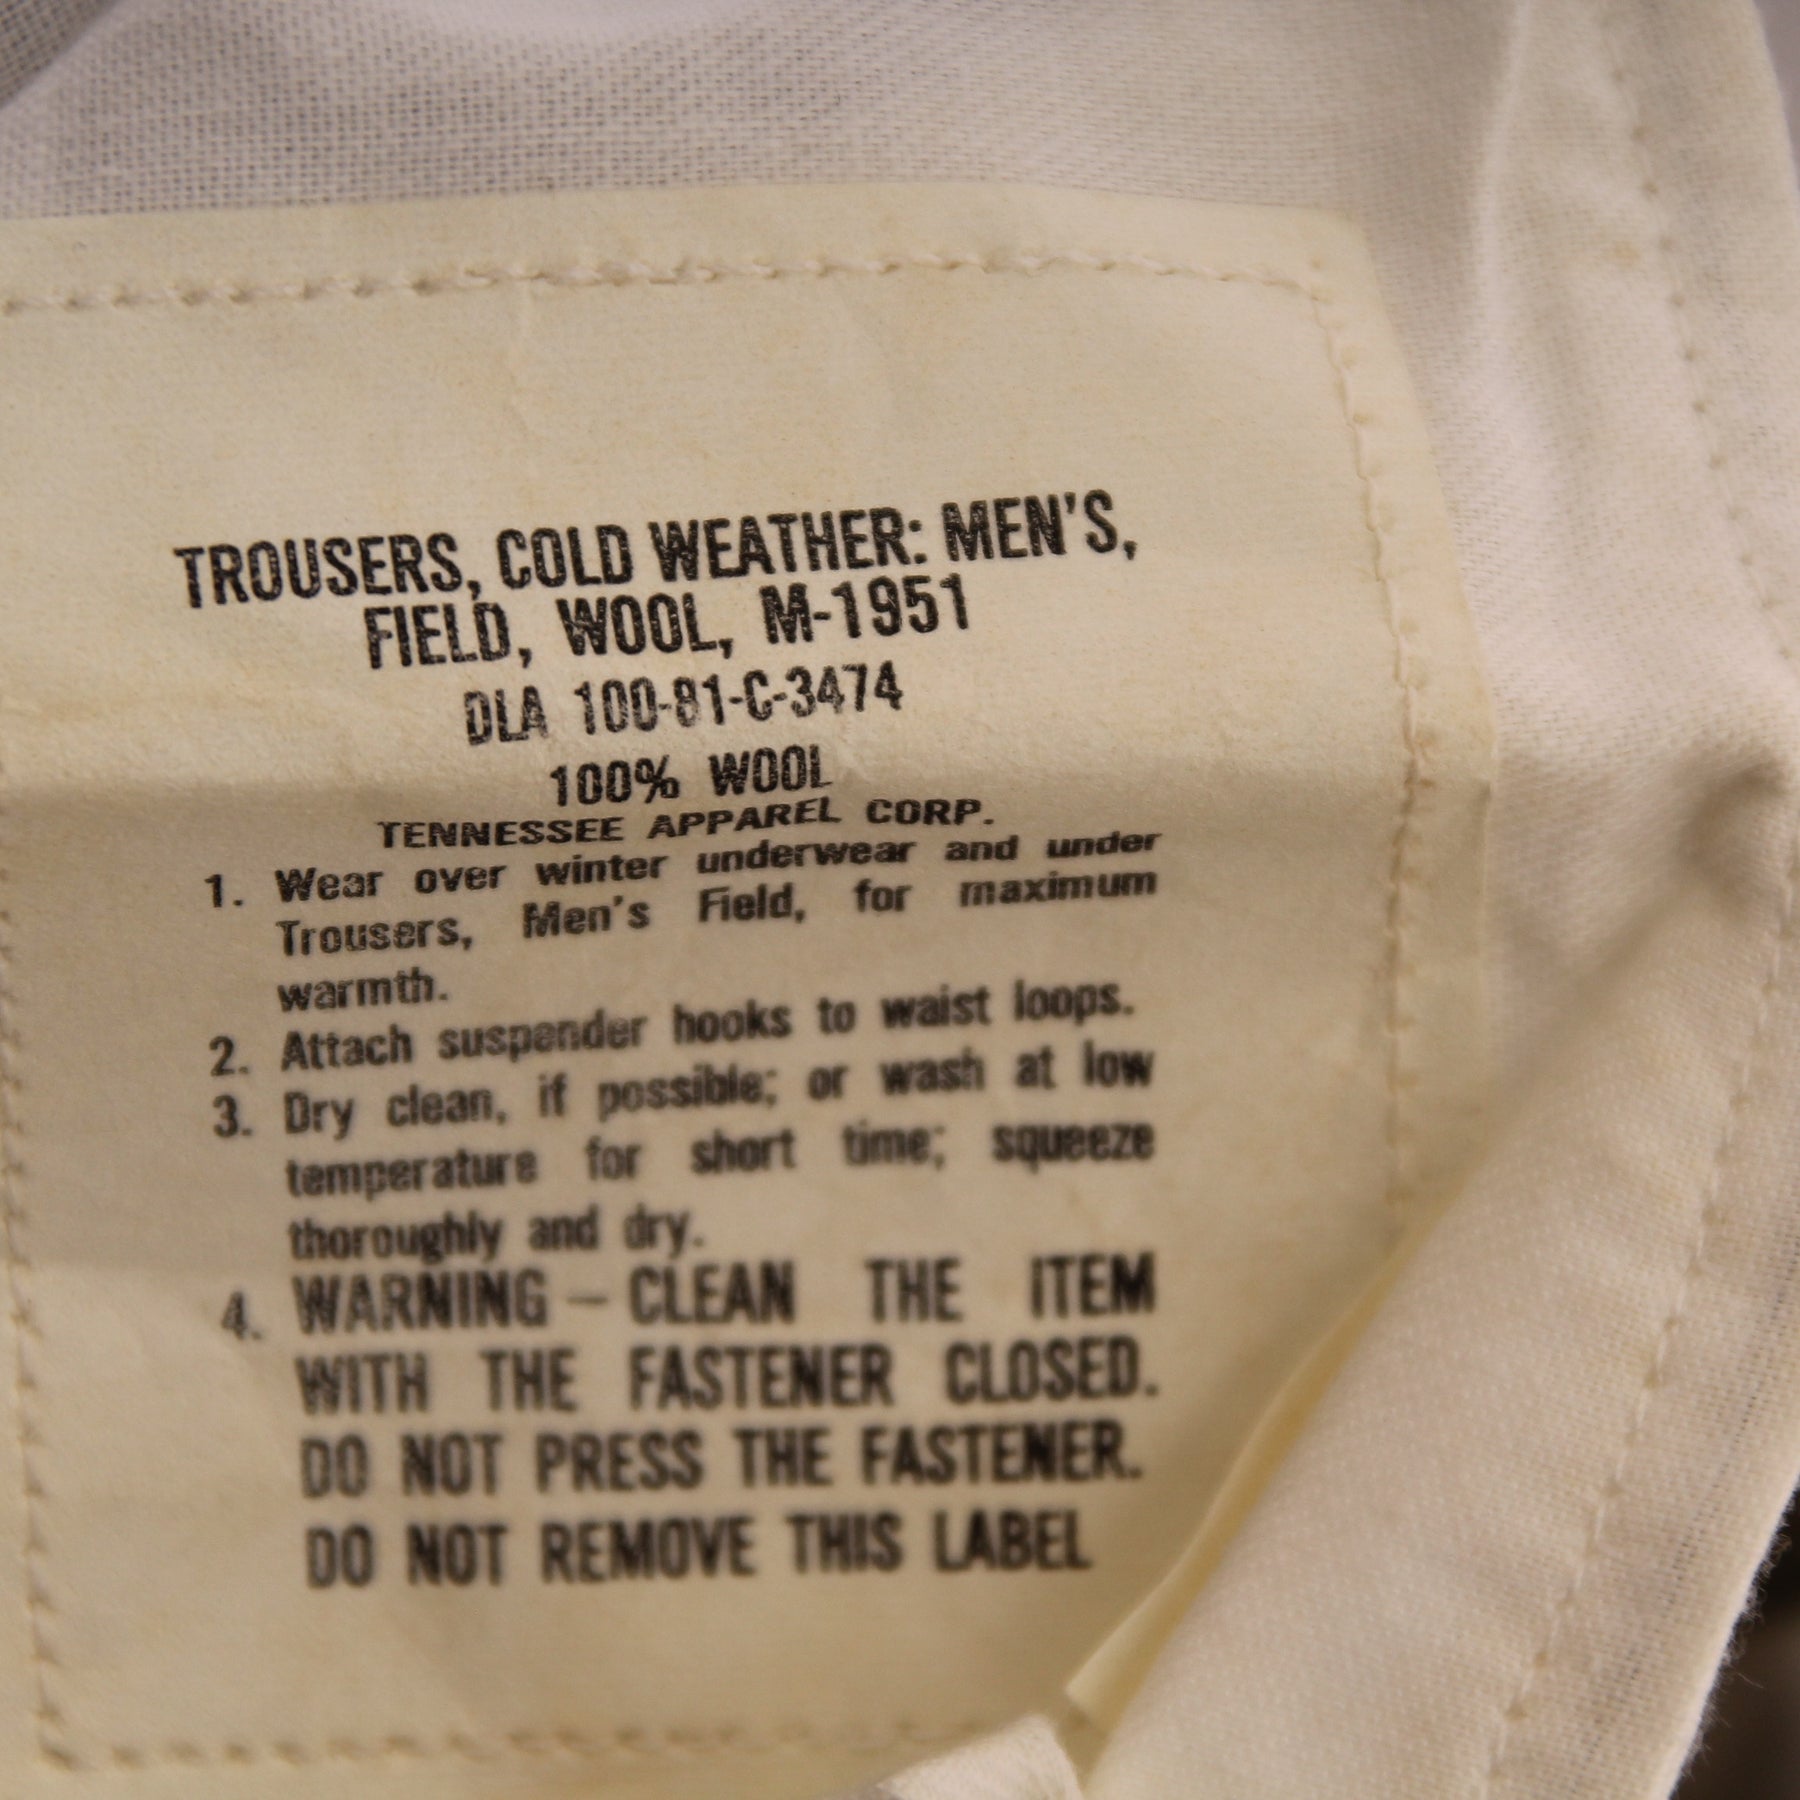 TROUSERS, COLD WEATHER: MEN'S,
FIELD, WOOL, M-1951
DLA 100-81-C-3474
100% WOOL
TENNESSEE APPAREL CORP.
1. Wear over winter underwear and under
Trousers, Men's Field, for maximum
warmth.
2. Attach suspender hooks to waist loops.
3. Dry clean, if possible; or wash at low
temperature for short time; squeeze
thoroughly and dry.
4. WARNING – CLEAN THE ITEM
WITH THE FASTENER CLOSED.
DO NOT PRESS THE FASTENER.
DO NOT REMOVE THIS LABEL